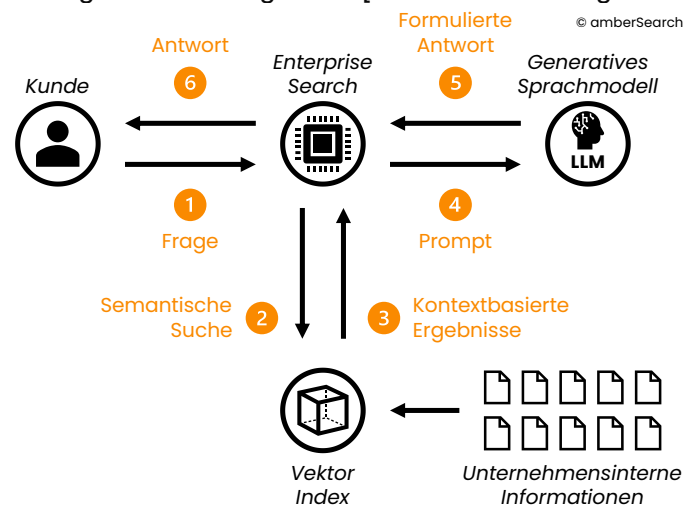 © amberSearch
Antwort
6
Enterprise
Search
Formulierte
Antwort
5
Generatives
Sprachmodell
Kunde
LLM
1
Frage
4
Prompt
Semantische
Suche
2
3
Kontextbasierte
Ergebnisse
Vektor
Index
Unternehmensinterne
Informationen